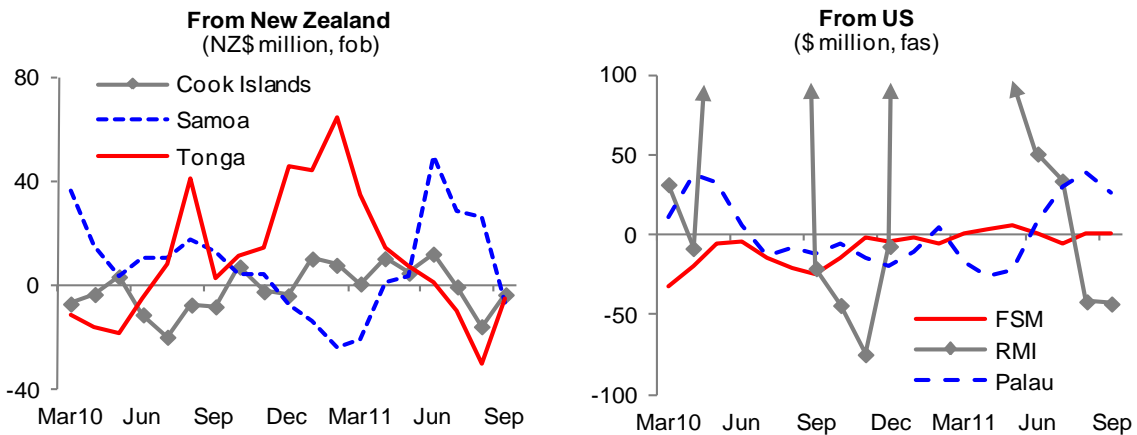 From New Zealand
(NZ$ million, fob)
80
40
0
-40
Cook Islands
Samoa
Tonga
Mar10 Jun Sep Dec Mar11 Jun Sep
From US
($ million, fas)
100
50
0
-50
-100
FSM
RMI
Palau
Mar10 Jun Sep Dec Mar11 Jun Sep